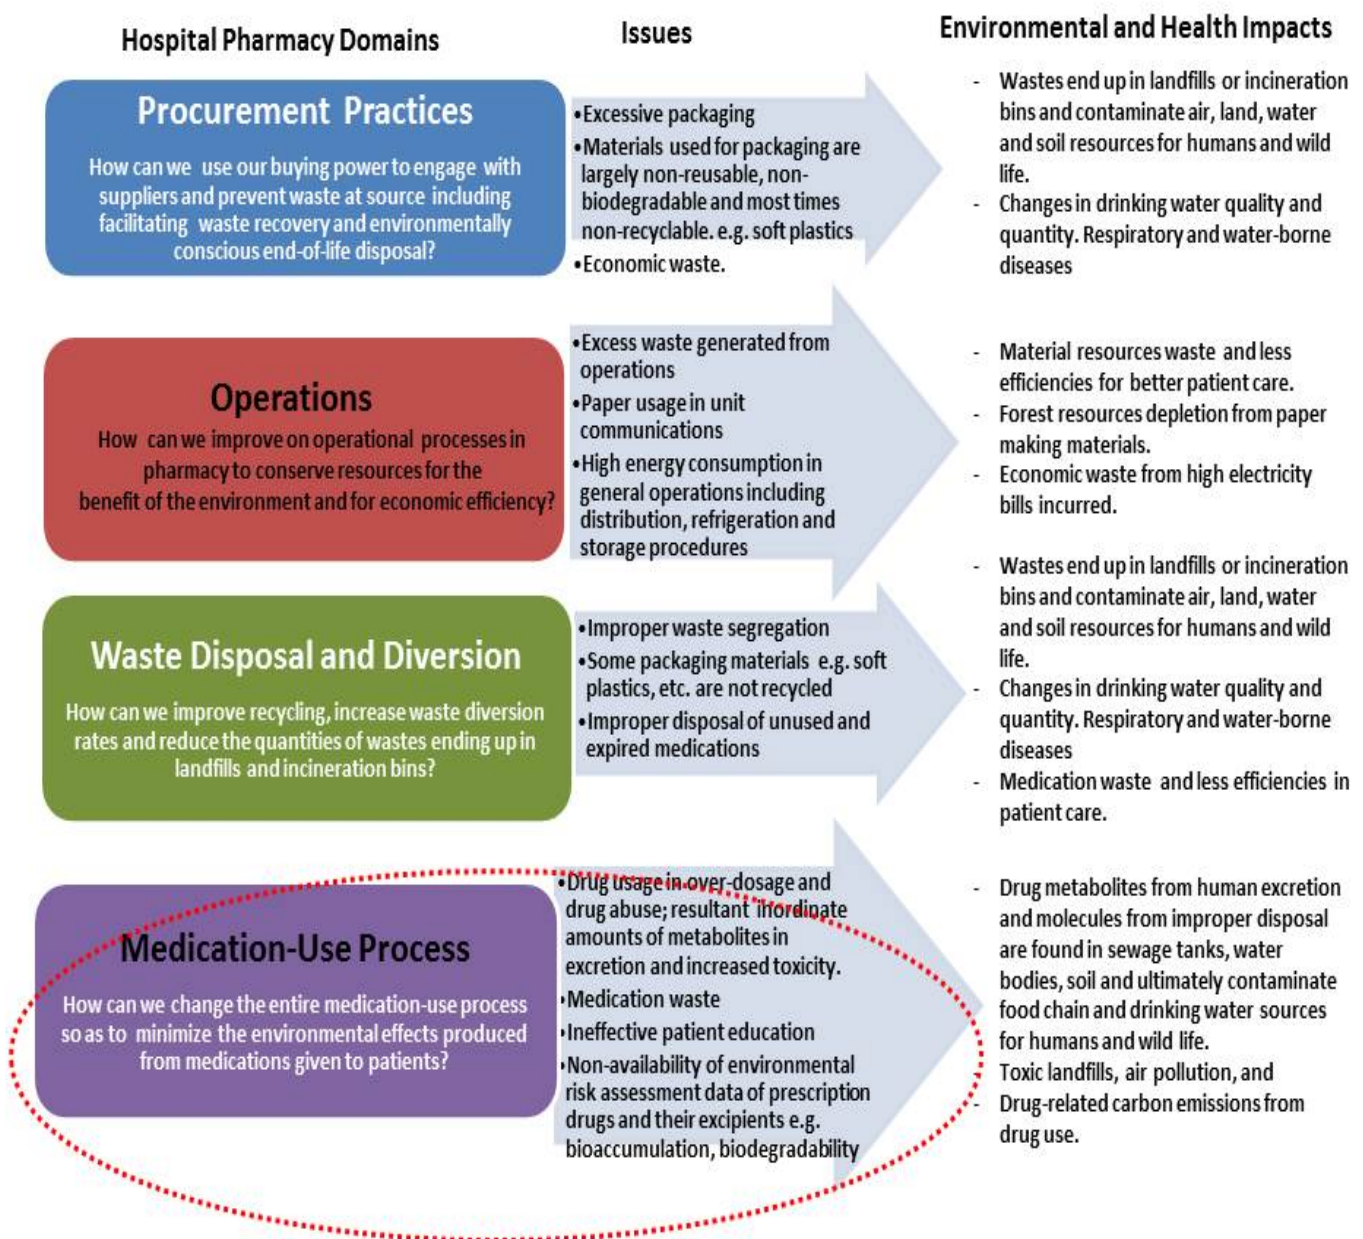 Hospital Pharmacy Domains
Issues
Environmental and Health Impacts
Procurement Practices
How can we use our buying power to engage with
suppliers and prevent waste at source including
facilitating waste recovery and environmentally
conscious end-of-life disposal?
•Excessive packaging
•Materials used for packaging are
largely non-reusable, non-
biodegradable and most times
non-recyclable. e.g. soft plastics
•Economic waste.
- Wastes end up in landfills or incineration
bins and contaminate air, land, water
and soil resources for humans and wild
life.
- Changes in drinking water quality and
quantity. Respiratory and water-borne
diseases
Operations
How can we improve on operational processes in
pharmacy to conserve resources for the
benefit of the environment and for economic efficiency?
•Excess waste generated from
operations
•Paper usage in unit
communications
•High energy consumption in
general operations including
distribution, refrigeration and
storage procedures
- Material resources waste and less
efficiencies for better patient care.
- Forest resources depletion from paper
making materials.
- Economic waste from high electricity
bills incurred.
Waste Disposal and Diversion
How can we improve recycling, increase waste diversion
rates and reduce the quantities of wastes ending up in
landfills and incineration bins?
•Improper waste segregation
•Some packaging materials e.g. soft
plastics, etc. are not recycled
•Improper disposal of unused and
expired medications
- Wastes end up in landfills or incineration
bins and contaminate air, land, water
and soil resources for humans and wild
life.
- Changes in drinking water quality and
quantity. Respiratory and water-borne
diseases
- Medication waste and less efficiencies in
patient care.
Medication-Use Process
How can we change the entire medication-use process
so as to minimize the environmental effects produced
from medications given to patients?
•Drug usage in over-dosage and
drug abuse; resultant inordinate
amounts of metabolites in
excretion and increased toxicity.
•Medication waste
•Ineffective patient education
•Non-availability of environmental
risk assessment data of prescription
drugs and their excipients e.g.
bioaccumulation, biodegradability
- Drug metabolites from human excretion
and molecules from improper disposal
are found in sewage tanks, water
bodies, soil and ultimately contaminate
food chain and drinking water sources
for humans and wild life.
- Toxic landfills, air pollution, and
- Drug-related carbon emissions from
drug use.